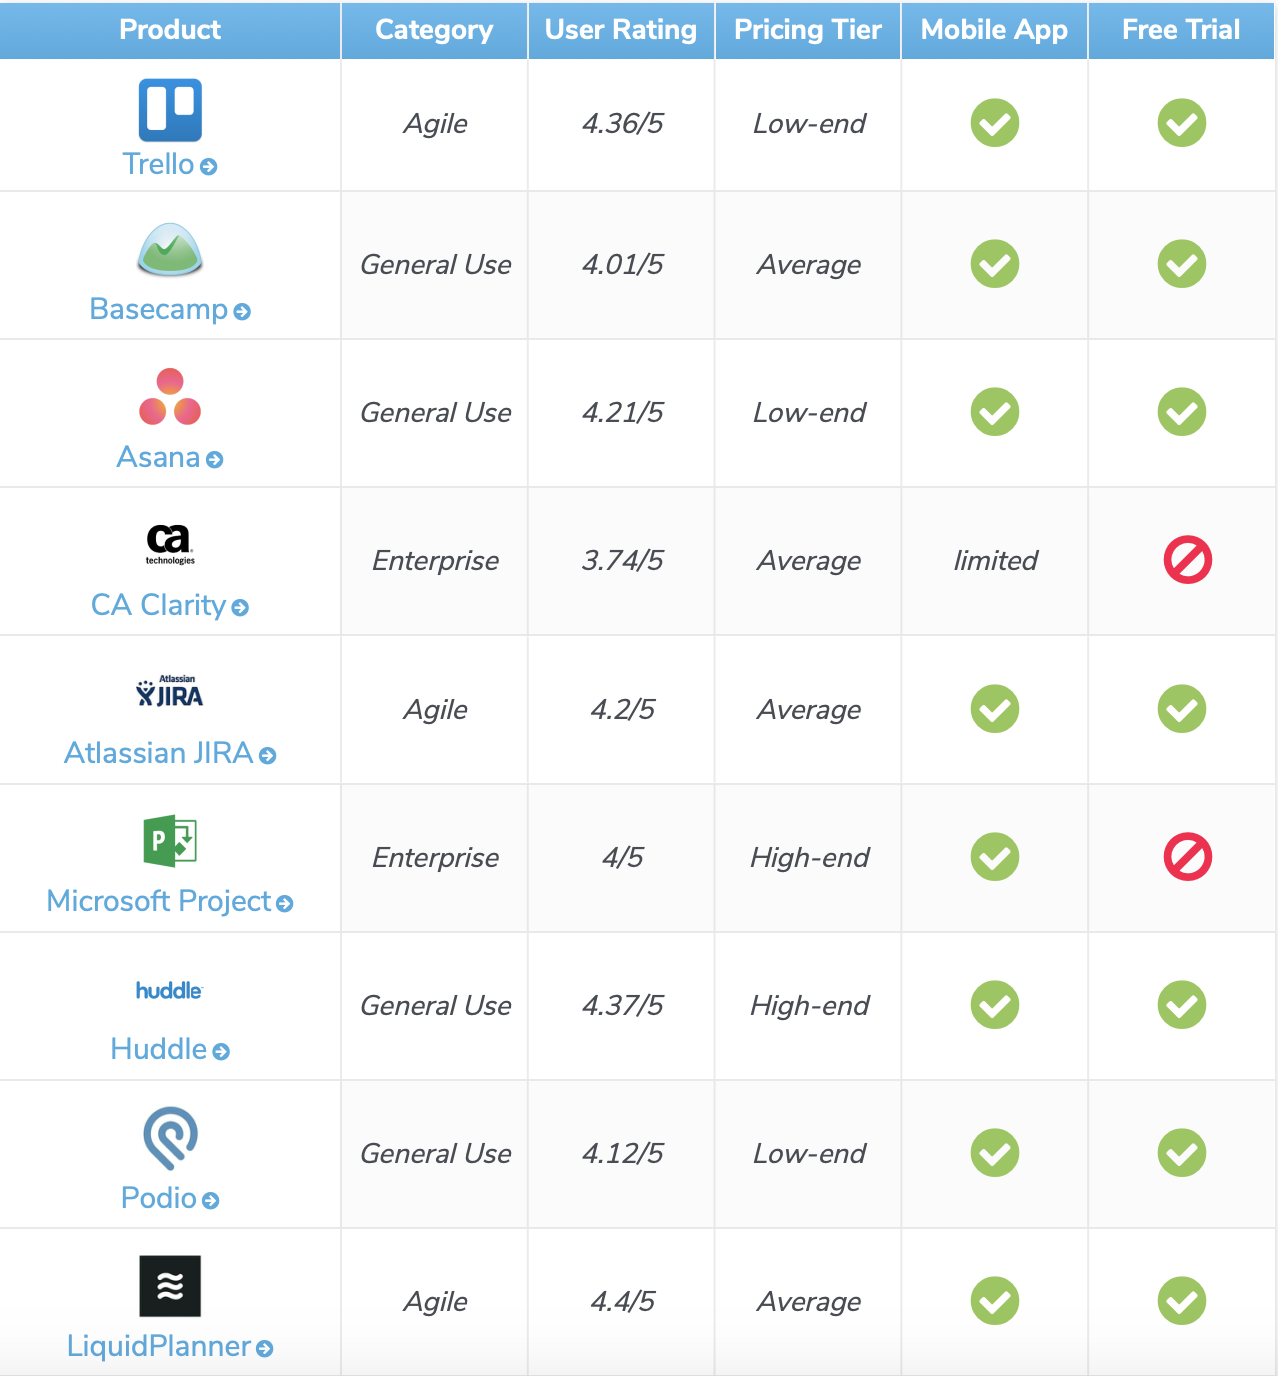 Product Category User Rating Pricing Tier Mobile App Free Trial
Trello Agile 4.36/5 Low-end
Basecamp General Use 4.01/5 Average
Asana General Use 4.21/5 Low-end
ca
technologies
CA Clarity Enterprise 3.74/5 Average limited
Atlassian
JIRA
Atlassian JIRA Agile 4.2/5 Average
P
Microsoft Project Enterprise 4/5 High-end
huddle
Huddle General Use 4.37/5 High-end
Podio General Use 4.12/5 Low-end
LiquidPlanner Agile 4.4/5 Average